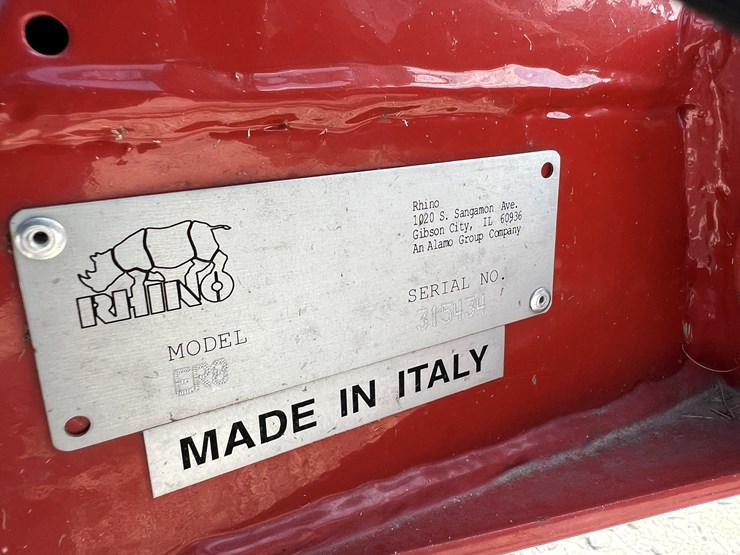 RHINO
Rhino
1020 S. Sangamon Ave.
Gibson City, IL 60936
An Alamo Group Company
MODEL
SERIAL NO.
315434
MADE IN ITALY